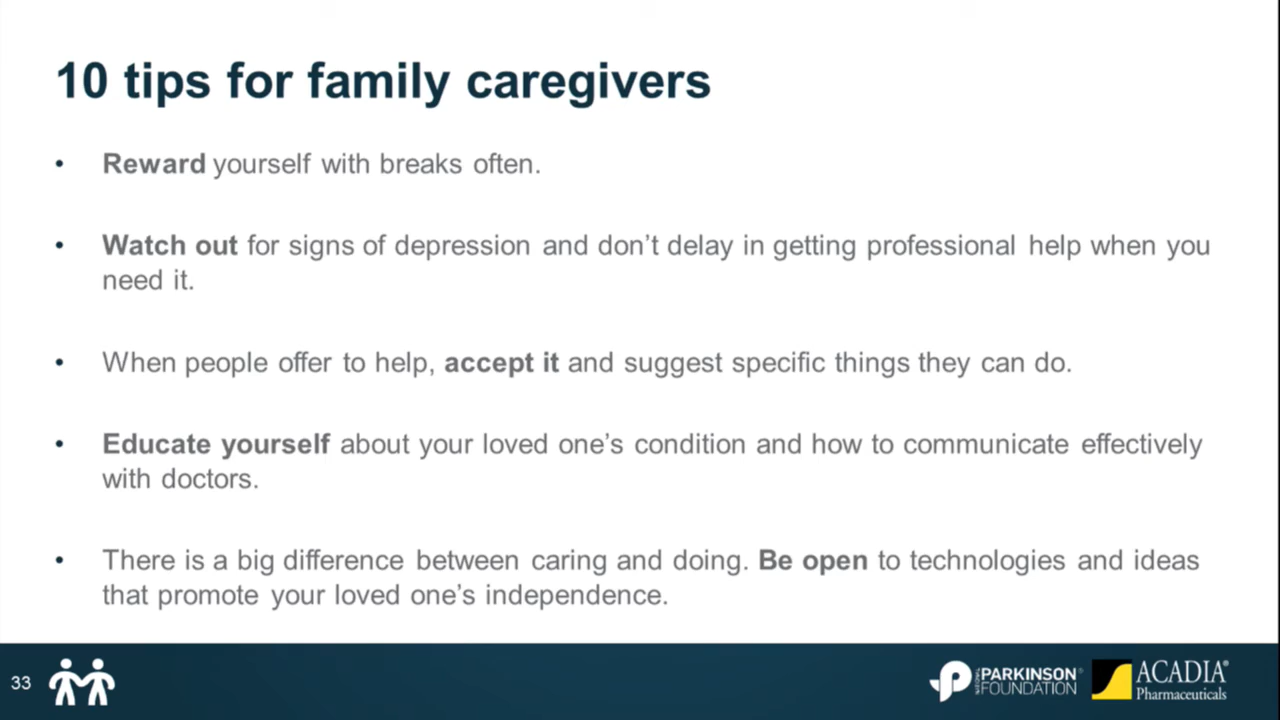 10 tips for family caregivers
• Reward yourself with breaks often.
• Watch out for signs of depression and don’t delay in getting professional help when you
need it.
• When people offer to help, accept it and suggest specific things they can do.
• Educate yourself about your loved one’s condition and how to communicate effectively
with doctors.
• There is a big difference between caring and doing. Be open to technologies and ideas
that promote your loved one’s independence.
33
PARKINSON®
FOUNDATION
ACADIA®
Pharmaceuticals